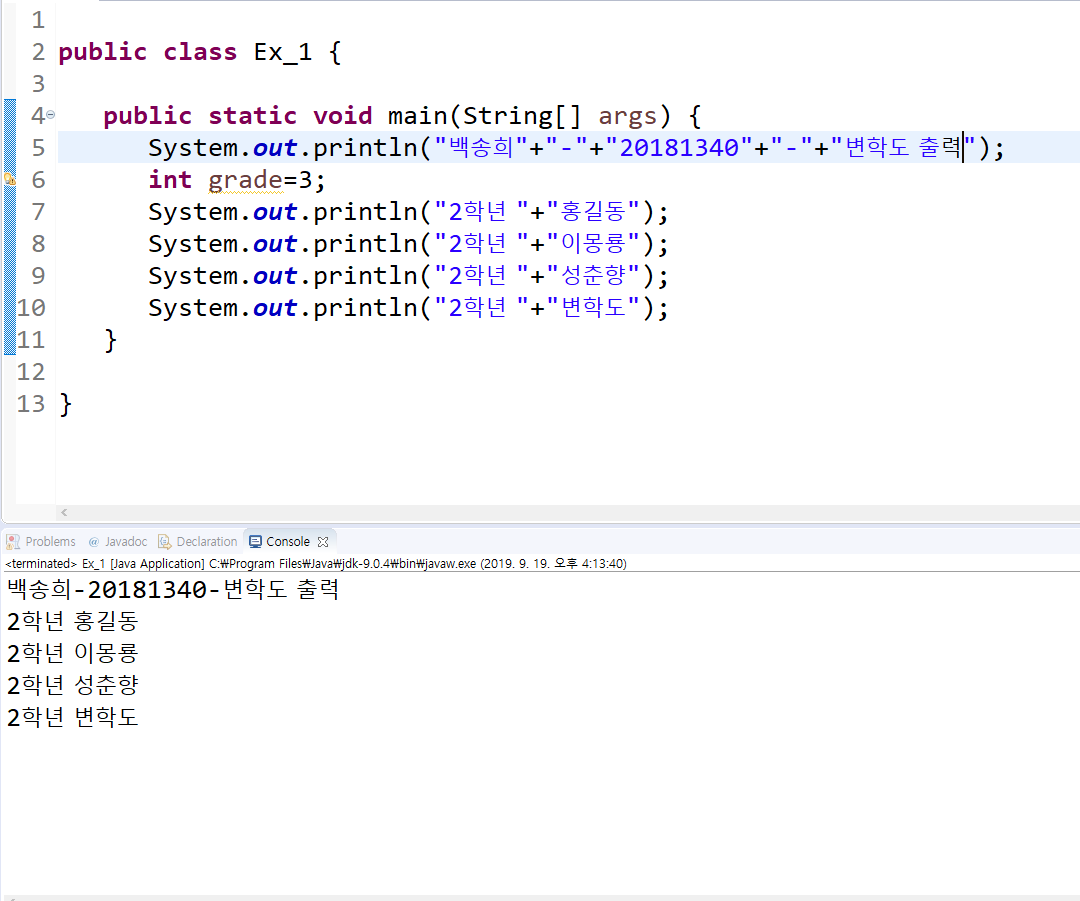 1
2 public class Ex_1 {
3
4 public static void main(String[] args) {
5 System.out.println("백송희"+"-"+"20181340"+"-"+"변학도 출력");
6 int grade=3;
7 System.out.println("2학년 "+"홍길동");
8 System.out.println("2학년 "+"이몽룡");
9 System.out.println("2학년 "+"성춘향");
10 System.out.println("2학년 "+"변학도");
11 }
12
13 }
Problems @ Javadoc Declaration Console
<terminated> Ex_1 [Java Application] C:₩Program Files₩Java₩jdk-9.0.4₩bin₩javaw.exe (2019. 9. 19. 오후 4:13:40)
백송희-20181340-변학도 출력
2학년 홍길동
2학년 이몽룡
2학년 성춘향
2학년 변학도